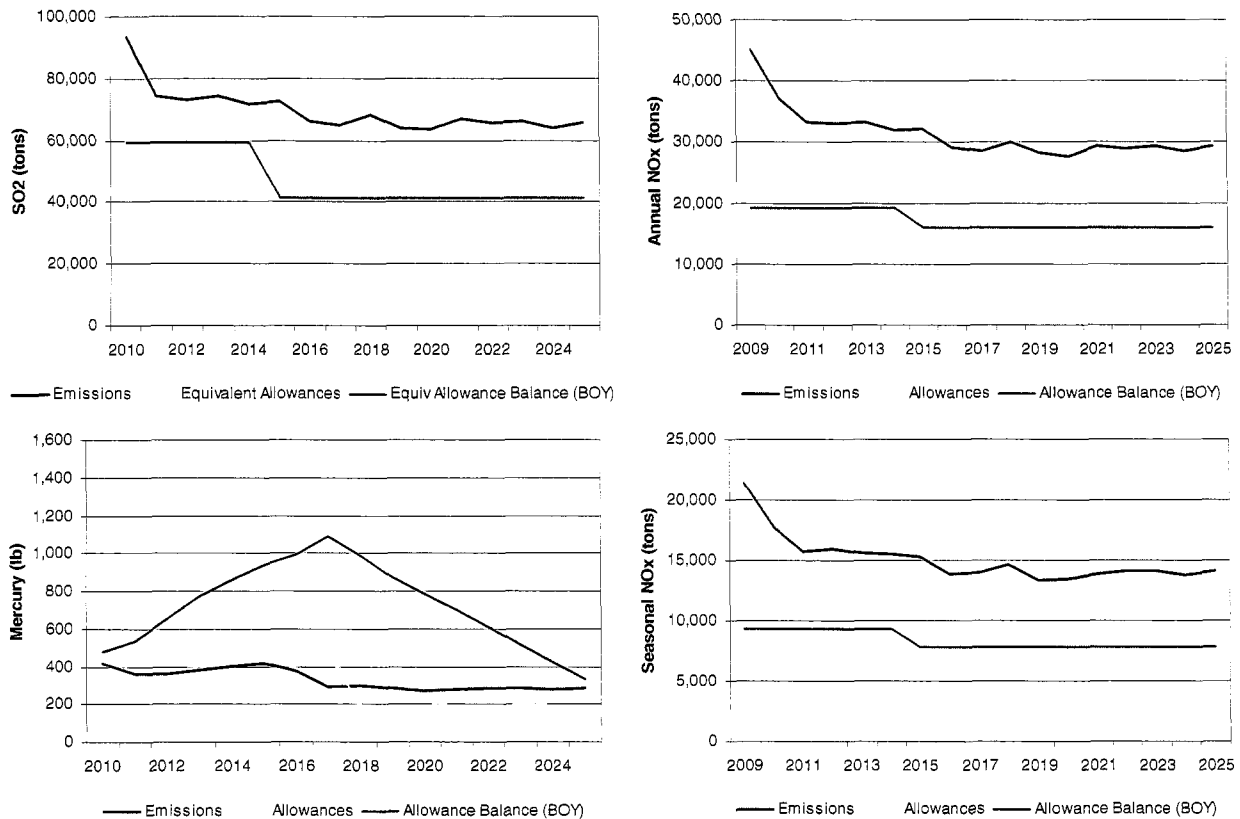 SO2 (tons)
100,000
80,000
60,000
40,000
20,000
0
2010 2012 2014 2016 2018 2020 2022 2024
Emissions Equivalent Allowances Equiv Allowance Balance (BOY)
Annual NOx (tons)
50,000
40,000
30,000
20,000
10,000
0
2009 2011 2013 2015 2017 2019 2021 2023 2025
Emissions Allowances Allowance Balance (BOY)
Mercury (lb)
1,600
1,400
1,200
1,000
800
600
400
200
0
2010 2012 2014 2016 2018 2020 2022 2024
Emissions Allowances Allowance Balance (BOY)
Seasonal NOx (tons)
25,000
20,000
15,000
10,000
5,000
0
2009 2011 2013 2015 2017 2019 2021 2023 2025
Emissions Allowances Allowance Balance (BOY)